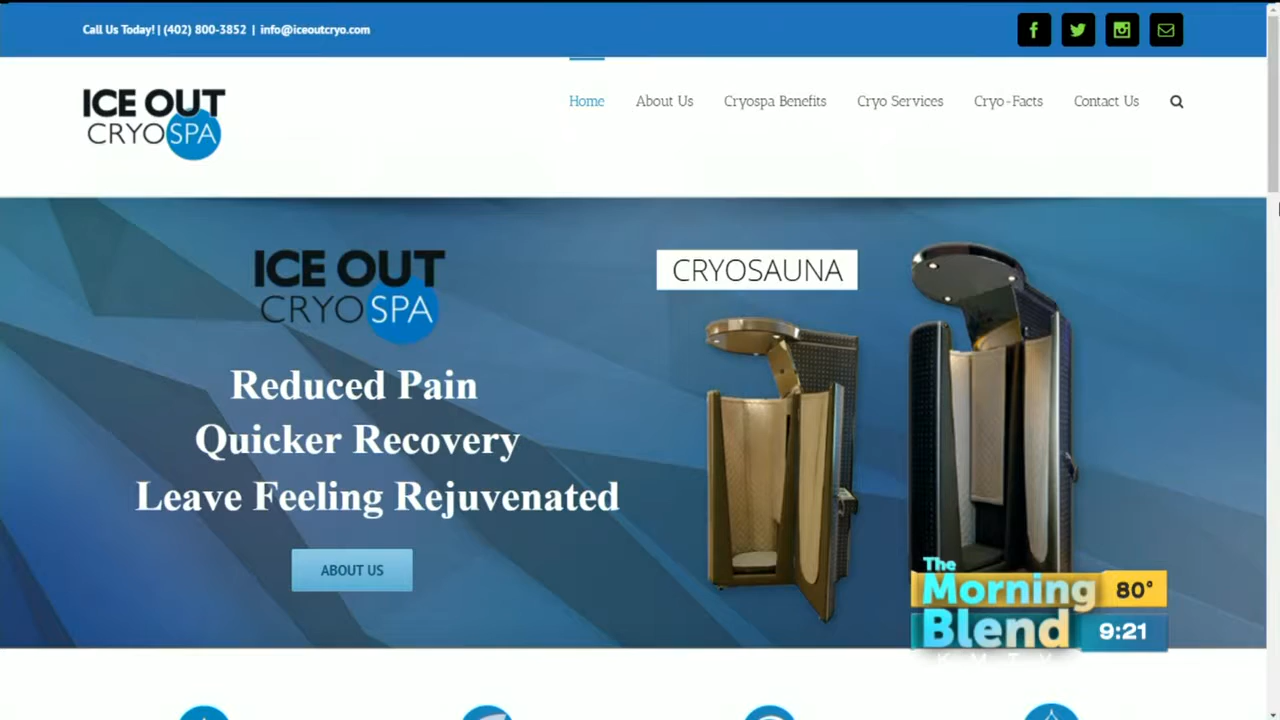 Call Us Today! | (402) 800-3852 | info@iceoutcryo.com
ICE OUT
CRYOSPA
Home About Us Cryospa Benefits Cryo Services Cryo-Facts Contact Us
ICE OUT
CRYOSPA
Reduced Pain
Quicker Recovery
Leave Feeling Rejuvenated
ABOUT US
CRYOSAUNA
The
Morning
Blend
80°
9:21